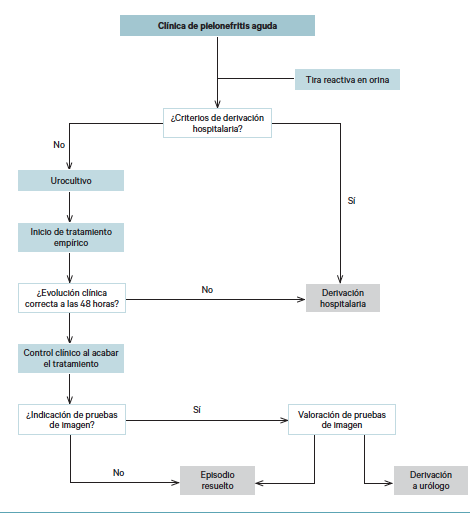 Clínica de pielonefritis aguda
Tira reactiva en orina
¿Criterios de derivación
hospitalaria?
No
Sí
Urocultivo
Inicio de tratamiento
empírico
¿Evolución clínica
correcta a las 48 horas?
No
Derivación
hospitalaria
Control clínico al acabar
el tratamiento
¿Indicación de pruebas
de imagen?
Sí
Valoración de pruebas
de imagen
No
Episodio
resuelto
Derivación
a urólogo